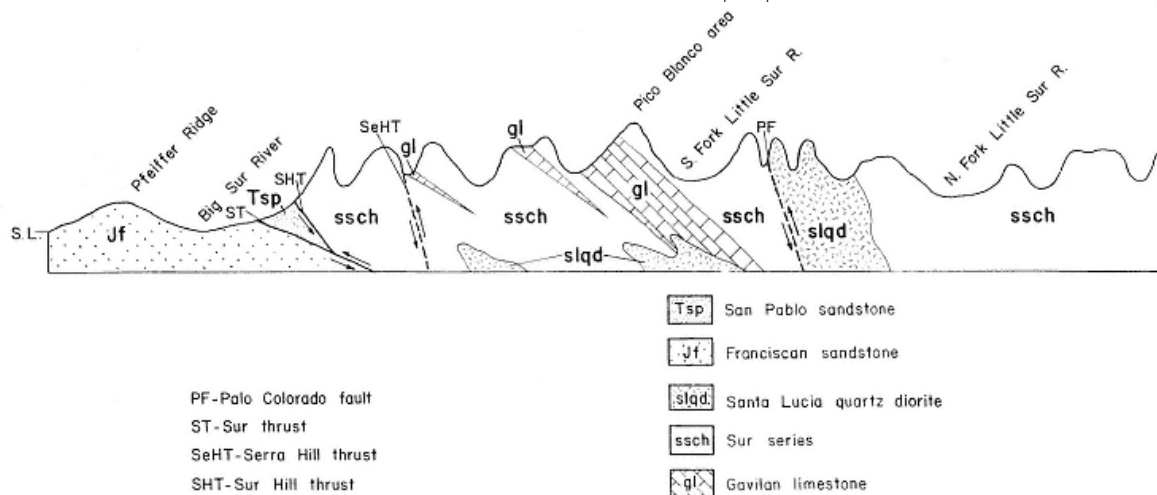 Pfeiffer Ridge
Big Sur River
Pico Blanco area
S. Fork Little Sur R.
N. Fork Little Sur R.
SeHT
gl
gl
PF
SHT
Tsp
ST
S.L.
Jf
ssch
ssch
gl
ssch
slqd
ssch
slqd
Tsp San Pablo sandstone
Jf Franciscan sandstone
slqd Santa Lucia quartz diorite
ssch Sur series
gl Gavilan limestone
PF-Palo Colorado fault
ST-Sur thrust
SeHT-Serra Hill thrust
SHT-Sur Hill thrust